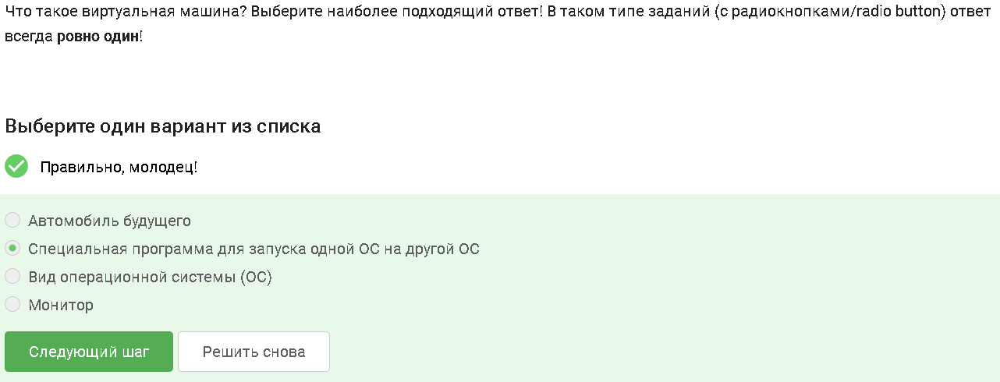 Что такое виртуальная машина? Выберите наиболее подходящий ответ! В таком типе заданий (с радиокнопками/radio button) ответ
всегда ровно один!
Выберите один вариант из списка
Правильно, молодец!
Автомобиль будущего
Специальная программа для запуска одной ОС на другой ОС
Вид операционной системы (ОС)
Монитор
Следующий шаг
Решить снова